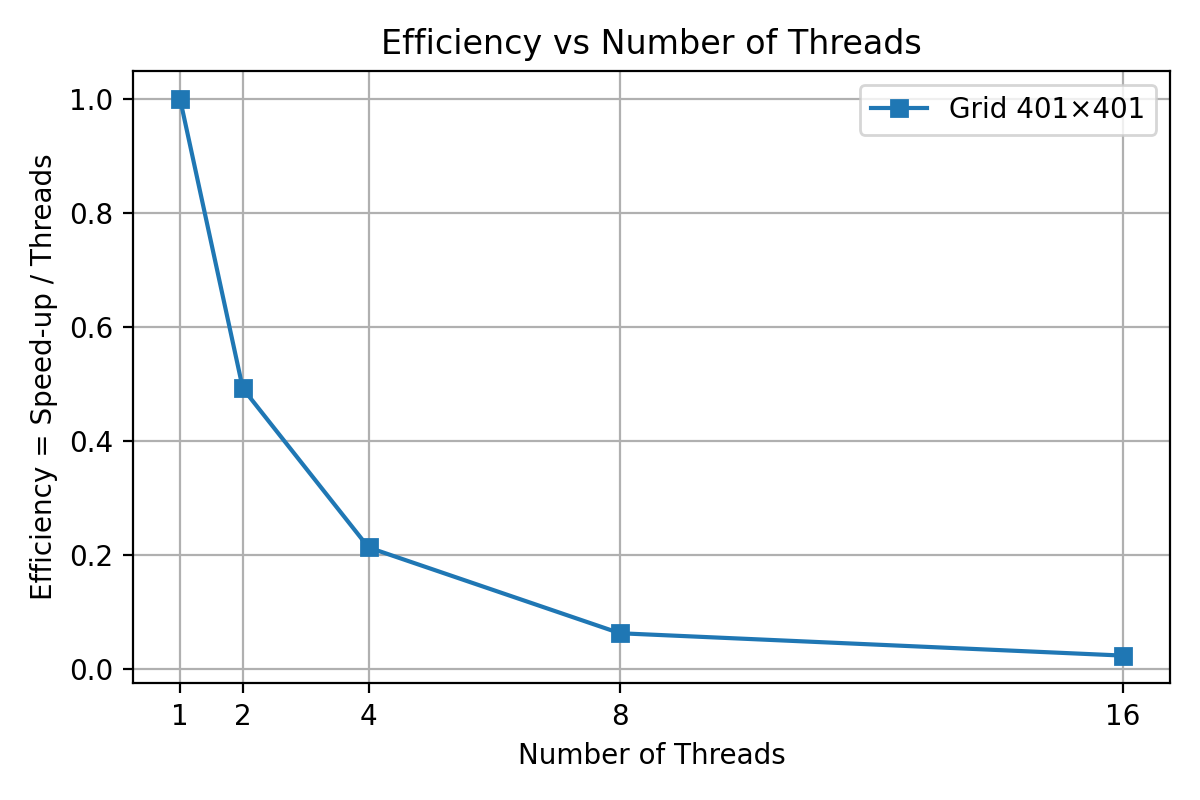 Efficiency vs Number of Threads
Grid 401×401
Efficiency = Speed-up / Threads
1.0
0.8
0.6
0.4
0.2
0.0
1 2 4 8 16
Number of Threads